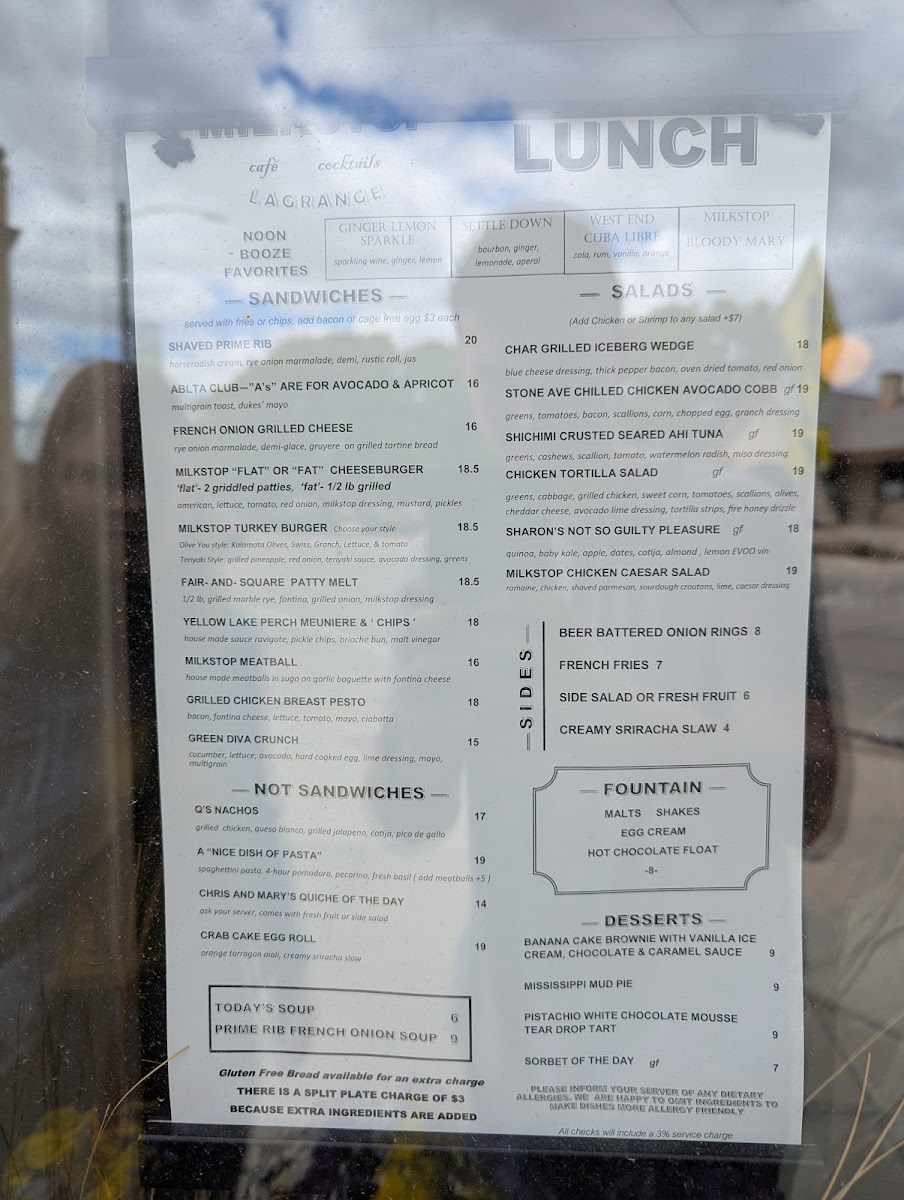 MILKSTOP
café cocktails
LAGRANGE
LUNCH
NOON
- BOOZE
FAVORITES
GINGER LEMON
SPARKLE
sparkling wine, ginger, lemon
SETTLE DOWN
bourbon, ginger,
lemonade, aperol
WEST END
CUBA LIBRE
cola, rum, vanilla, orange
MILKSTOP
BLOODY MARY
— SANDWICHES —
served with fries or chips, add bacon or cage free egg $3 each
SHAVED PRIME RIB 20
horseradish cream, rye onion marmalade, demi, rustic roll, jus
ABLTA CLUB—"A's" ARE FOR AVOCADO & APRICOT 16
multigrain toast, dukes' mayo
FRENCH ONION GRILLED CHEESE 16
rye onion marmalade, demi-glace, gruyere on grilled tartine bread
MILKSTOP "FLAT" OR "FAT" CHEESEBURGER 18.5
'flat'- 2 griddled patties, 'fat'- 1/2 lb grilled
american, lettuce, tomato, red onion, milkstop dressing, mustard, pickles
MILKSTOP TURKEY BURGER Choose your style 18.5
Olive You style: Kalamata Olives, Swiss, Granch, Lettuce, & tomato
Teriyaki Style: grilled pineapple, red onion, teriyaki sauce, avocado dressing, greens
FAIR- AND- SQUARE PATTY MELT 18.5
1/2 lb, grilled marble rye, fontina, grilled onion, milkstop dressing
YELLOW LAKE PERCH MEUNIERE & ' CHIPS ' 18
house made sauce ravigote, pickle chips, brioche bun, malt vinegar
MILKSTOP MEATBALL 16
house made meatballs in sugo on garlic baguette with fontina cheese
GRILLED CHICKEN BREAST PESTO 18
bacon, fontina cheese, lettuce, tomato, mayo, ciabatta
GREEN DIVA CRUNCH 15
cucumber, lettuce, avocado, hard cooked egg, lime dressing, mayo,
multigrain
— NOT SANDWICHES —
Q'S NACHOS 17
grilled chicken, queso blanco, grilled jalapeno, cotija, pico de gallo
A "NICE DISH OF PASTA" 19
spaghettini pasta, 4-hour pomodoro, pecorino, fresh basil ( add meatballs +5 )
CHRIS AND MARY'S QUICHE OF THE DAY 14
ask your server, comes with fresh fruit or side salad
CRAB CAKE EGG ROLL 19
orange tarragon aioli, creamy sriracha slaw
TODAY'S SOUP 6
PRIME RIB FRENCH ONION SOUP 9
Gluten Free Bread available for an extra charge
THERE IS A SPLIT PLATE CHARGE OF $3
BECAUSE EXTRA INGREDIENTS ARE ADDED
— SALADS —
(Add Chicken or Shrimp to any salad +$7)
CHAR GRILLED ICEBERG WEDGE 18
blue cheese dressing, thick pepper bacon, oven dried tomato, red onion
STONE AVE CHILLED CHICKEN AVOCADO COBB gf 19
greens, tomatoes, bacon, scallions, corn, chopped egg, granch dressing
SHICHIMI CRUSTED SEARED AHI TUNA gf 19
greens, cashews, scallion, tomato, watermelon radish, miso dressing
CHICKEN TORTILLA SALAD gf 19
greens, cabbage, grilled chicken, sweet corn, tomatoes, scallions, olives,
cheddar cheese, avocado lime dressing, tortilla strips, fire honey drizzle
SHARON'S NOT SO GUILTY PLEASURE gf 18
quinoa, baby kale, apple, dates, cotija, almond , lemon EVOO vin
MILKSTOP CHICKEN CAESAR SALAD 19
romaine, chicken, shaved parmesan, sourdough croutons, lime, caesar dressing
— SIDES —
BEER BATTERED ONION RINGS 8
FRENCH FRIES 7
SIDE SALAD OR FRESH FRUIT 6
CREAMY SRIRACHA SLAW 4
— FOUNTAIN —
MALTS SHAKES
EGG CREAM
HOT CHOCOLATE FLOAT
-8-
— DESSERTS —
BANANA CAKE BROWNIE WITH VANILLA ICE
CREAM, CHOCOLATE & CARAMEL SAUCE 9
MISSISSIPPI MUD PIE 9
PISTACHIO WHITE CHOCOLATE MOUSSE
TEAR DROP TART 9
SORBET OF THE DAY gf 7
PLEASE INFORM YOUR SERVER OF ANY DIETARY
ALLERGIES. WE ARE HAPPY TO OMIT INGREDIENTS TO
MAKE DISHES MORE ALLERGY FRIENDLY
All checks will include a 3% service charge